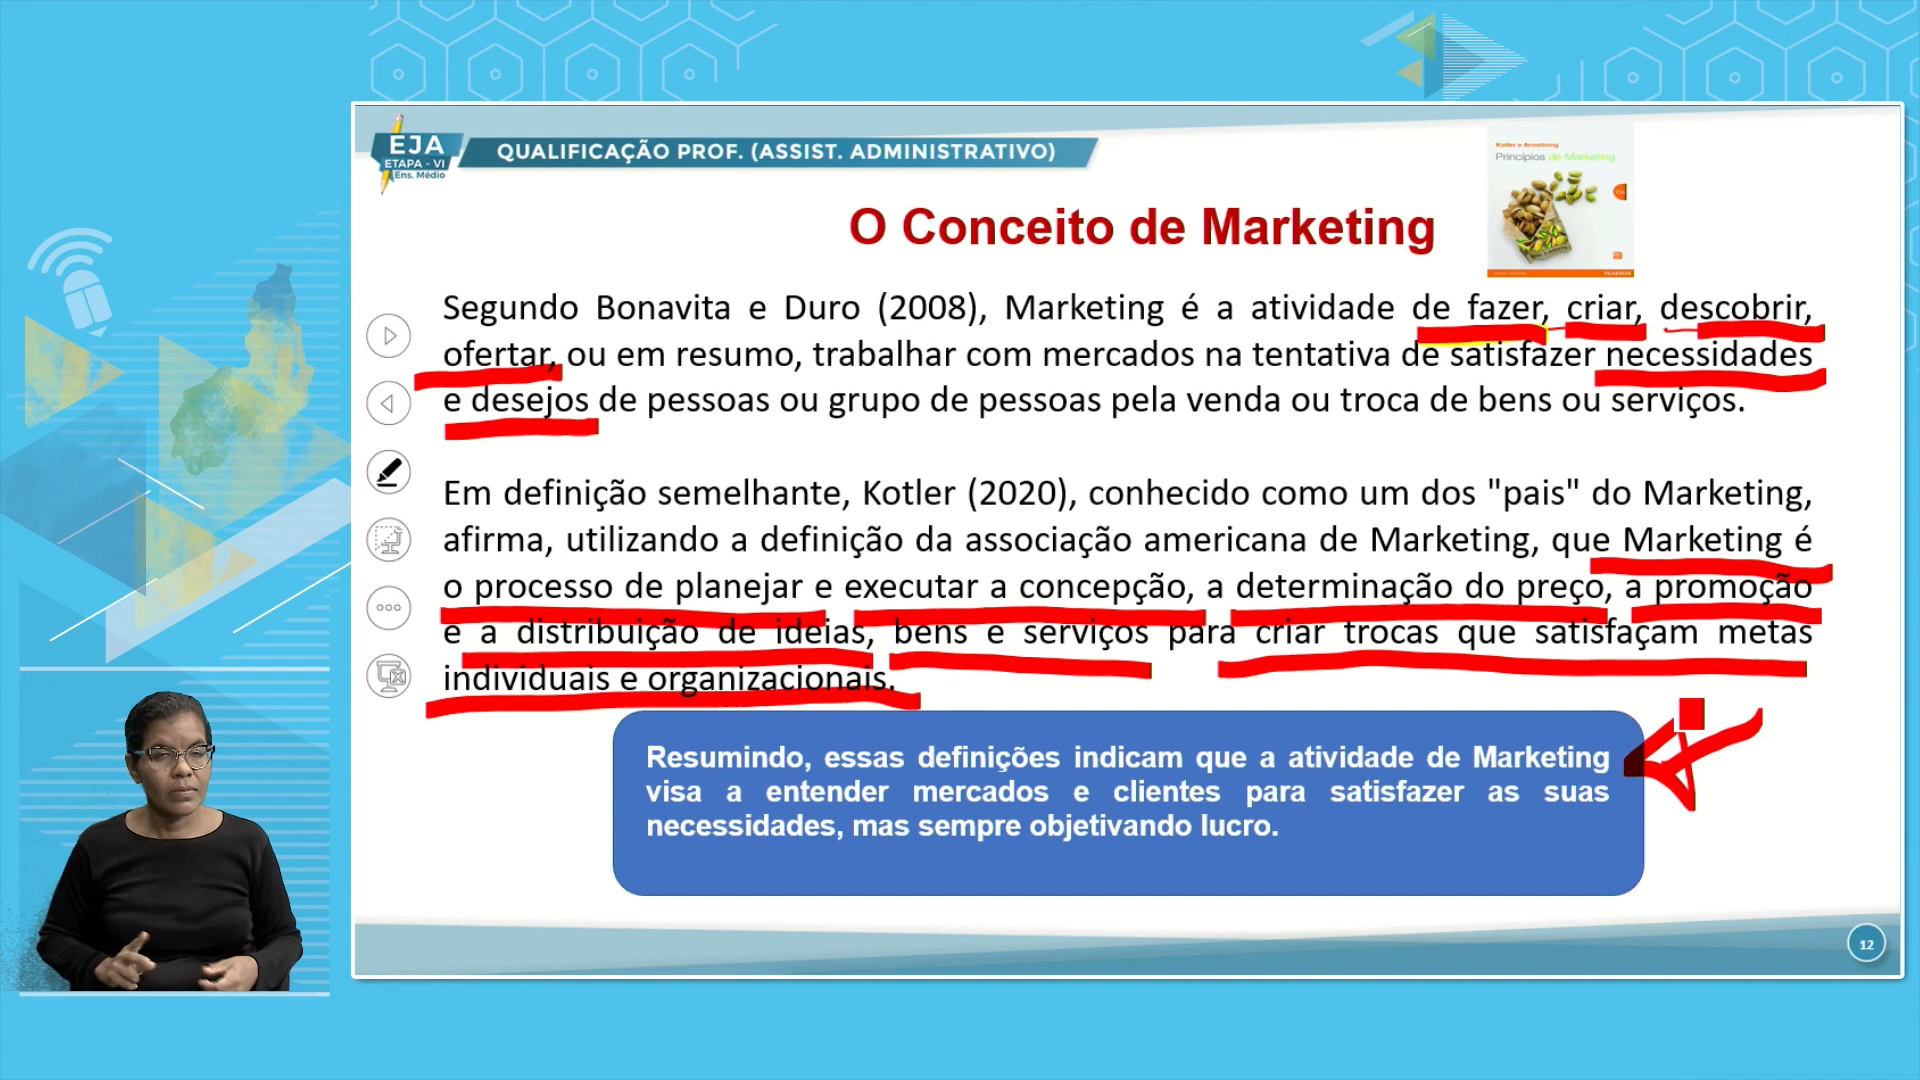 EJA
ETAPA - VI
Ens. Médio
QUALIFICAÇÃO PROF. (ASSIST. ADMINISTRATIVO)
Kotler e Armstrong
Princípios de Marketing
PEARSON
O Conceito de Marketing
Segundo Bonavita e Duro (2008), Marketing é a atividade de fazer, criar, descobrir,
ofertar, ou em resumo, trabalhar com mercados na tentativa de satisfazer necessidades
e desejos de pessoas ou grupo de pessoas pela venda ou troca de bens ou serviços.
Em definição semelhante, Kotler (2020), conhecido como um dos "pais" do Marketing,
afirma, utilizando a definição da associação americana de Marketing, que Marketing é
o processo de planejar e executar a concepção, a determinação do preço, a promoção
e a distribuição de ideias, bens e serviços para criar trocas que satisfaçam metas
individuais e organizacionais.
Resumindo, essas definições indicam que a atividade de Marketing
visa a entender mercados e clientes para satisfazer as suas
necessidades, mas sempre objetivando lucro.
12